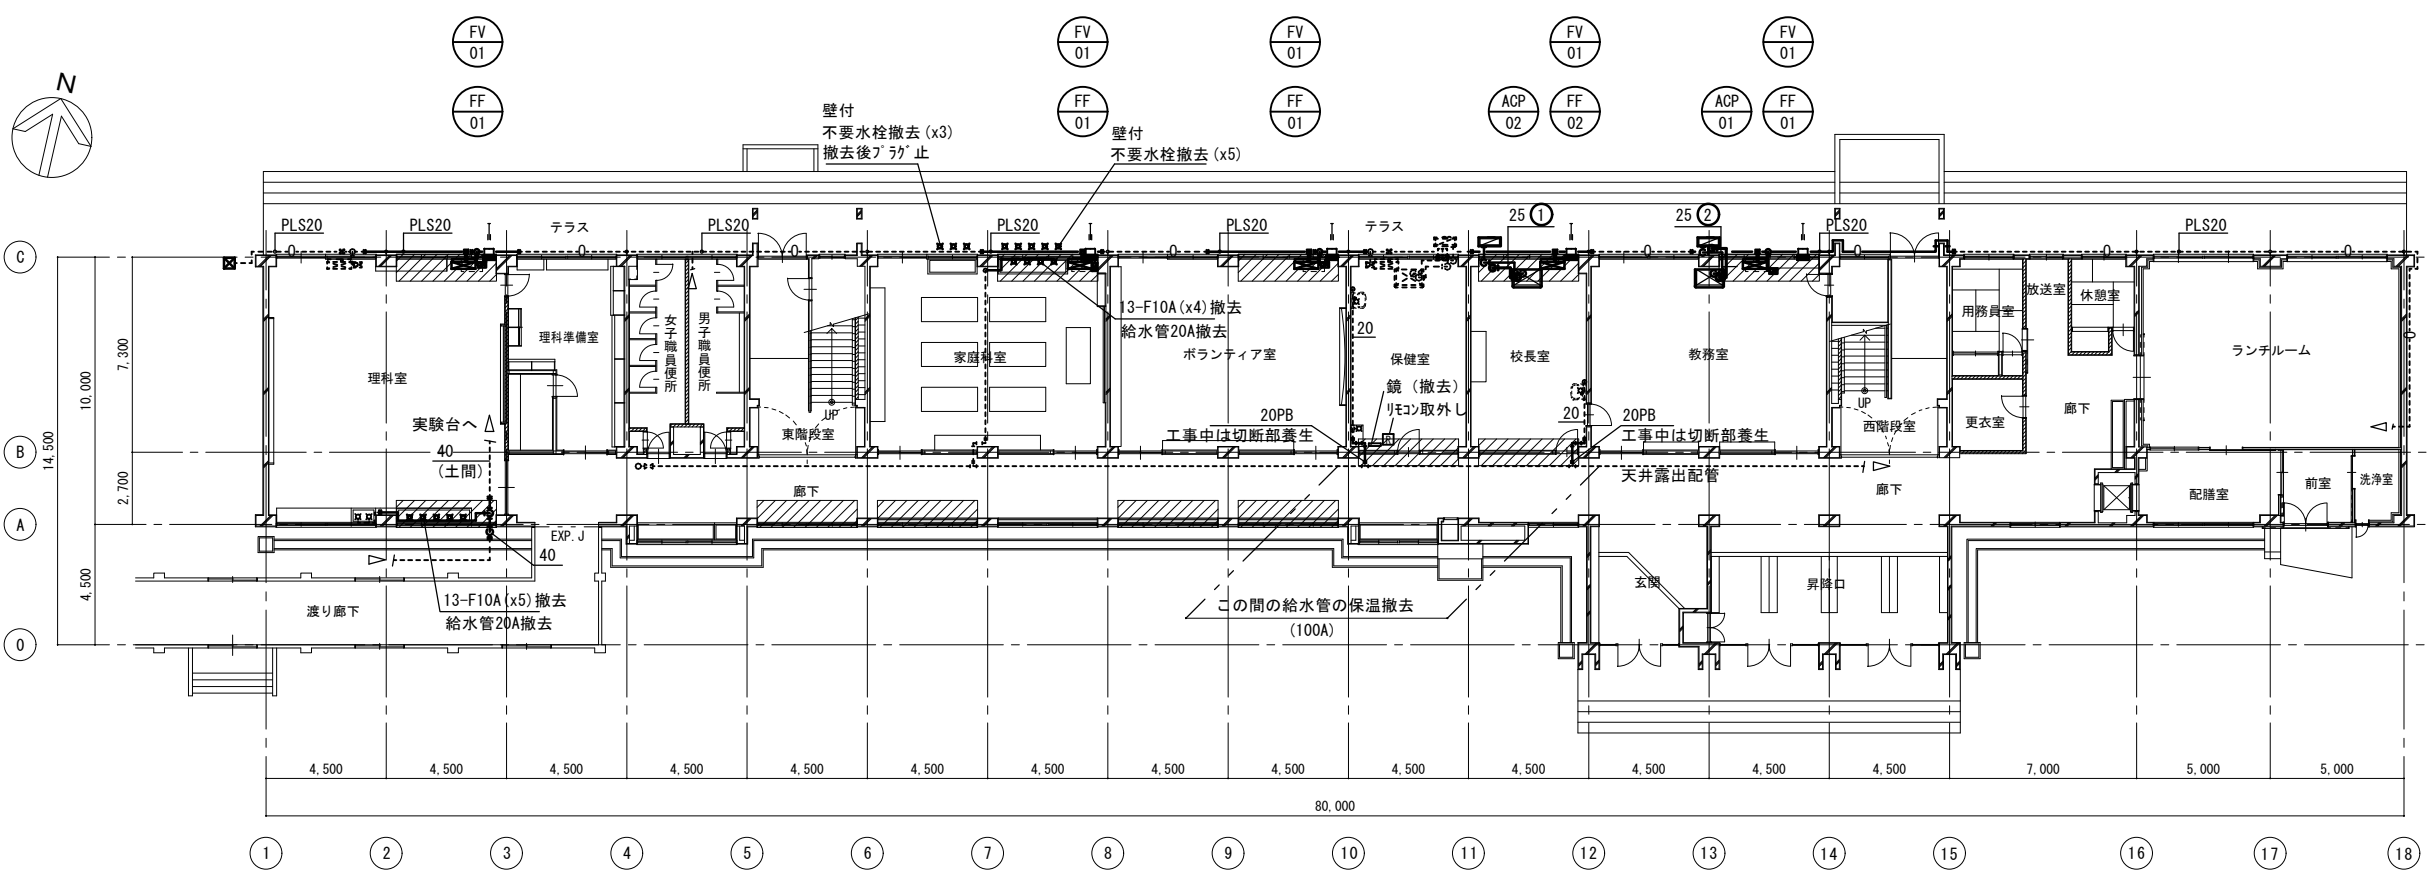 FV
01
FV
01
FV
01
FV
01
FV
01
N
FF
01
FF
01
FF
01
ACP
02
FF
02
ACP
01
FF
01
壁付
不要水栓撤去(x3)
撤去後プラグ止
壁付
不要水栓撤去(x5)
PLS20
PLS20
テラス
PLS20
PLS20
PLS20
テラス
25
1
25
2
PLS20
PLS20
C
7,300
10,000
14,500
2,700
4,500
理科室
理科準備室
女子職員便所
男子職員便所
UP
東階段室
家庭科室
13-F10A(x4)撤去
給水管20A撤去
ボランティア室
20
保健室
鏡(撤去)
リモコン取外し
R
校長室
20
教務室
UP
西階段室
用務員室
放送室
休憩室
更衣室
廊下
ランチルーム
実験台へ
20PB
工事中は切断部養生
20PB
工事中は切断部養生
B
40
(土間)
天井露出配管
廊下
廊下
配膳室
前室
洗浄室
A
EXP.J
40
13-F10A(x5)撤去
給水管20A撤去
渡り廊下
この間の給水管の保温撤去
(100A)
玄関
昇降口
0
4,500
4,500
4,500
4,500
4,500
4,500
4,500
4,500
4,500
4,500
4,500
4,500
4,500
4,500
7,000
5,000
5,000
80,000
1
2
3
4
5
6
7
8
9
10
11
12
13
14
15
16
17
18